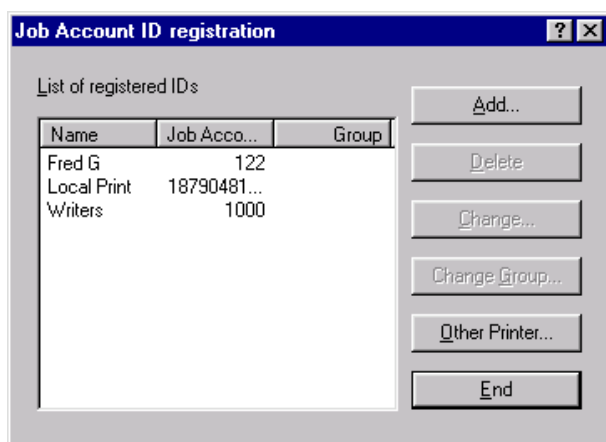 Job Account ID registration
List of registered IDs
Name Job Acco... Group
Fred G 122
Local Print 18790481...
Writers 1000
Add...
Delete
Change...
Change Group...
Other Printer...
End